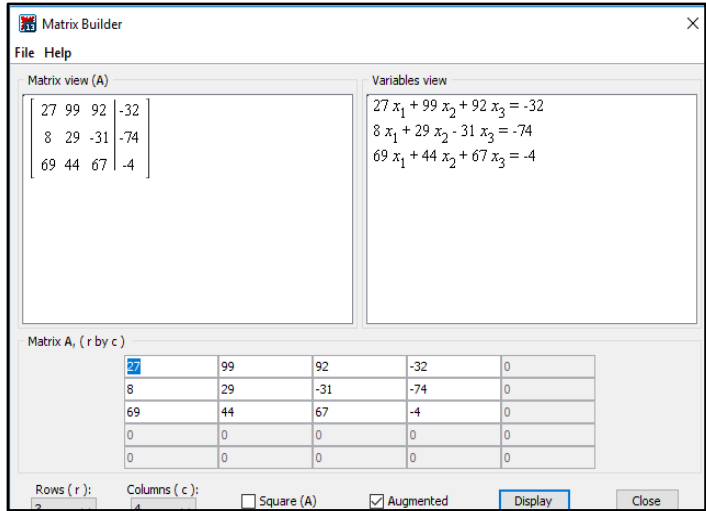 Matrix Builder
File Help
Matrix view (A)
27 99 92 | -32
8 29 -31 | -74
69 44 67 | -4
Variables view
27 x₁ + 99 x₂ + 92 x₃ = -32
8 x₁ + 29 x₂ - 31 x₃ = -74
69 x₁ + 44 x₂ + 67 x₃ = -4
Matrix A, ( r by c )
27 99 92 -32 0
8 29 -31 -74 0
69 44 67 -4 0
0 0 0 0 0
0 0 0 0 0
Rows ( r ): Columns ( c ):
3 4 Square (A) Augmented Display Close